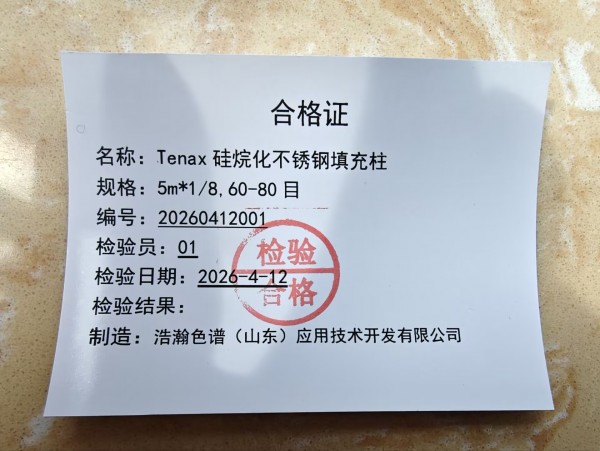 合格证
名称：Tenax 硅烷化不锈钢填充柱
规格：5m*1/8,60-80 目
编号：20260412001
检验员：01
检验日期：2026-4-12
检验结果：
检验
合格
制造：浩瀚色谱（山东）应用技术开发有限公司